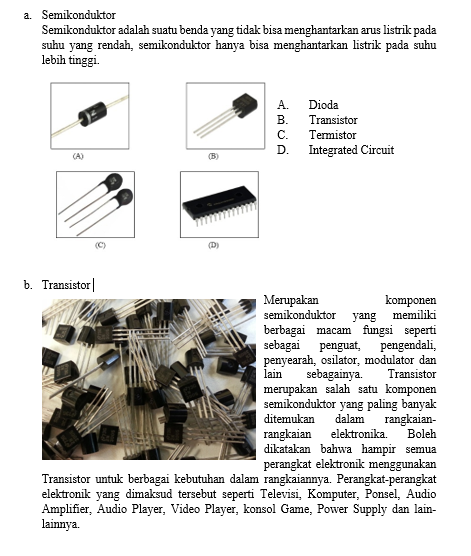 a. Semikonduktor
Semikonduktor adalah suatu benda yang tidak bisa menghantarkan arus listrik pada
suhu yang rendah, semikonduktor hanya bisa menghantarkan listrik pada suhu
lebih tinggi.
A. Dioda
B. Transistor
C. Termistor
D. Integrated Circuit
(A)
(B)
(C)
(D)
b. Transistor
Merupakan komponen
semikonduktor yang memiliki
berbagai macam fungsi seperti
sebagai penguat, pengendali,
penyearah, osilator, modulator dan
lain sebagainya. Transistor
merupakan salah satu komponen
semikonduktor yang paling banyak
ditemukan dalam rangkaian-
rangkaian elektronika. Boleh
dikatakan bahwa hampir semua
perangkat elektronik menggunakan
Transistor untuk berbagai kebutuhan dalam rangkaiannya. Perangkat-perangkat
elektronik yang dimaksud tersebut seperti Televisi, Komputer, Ponsel, Audio
Amplifier, Audio Player, Video Player, konsol Game, Power Supply dan lain-
lainnya.